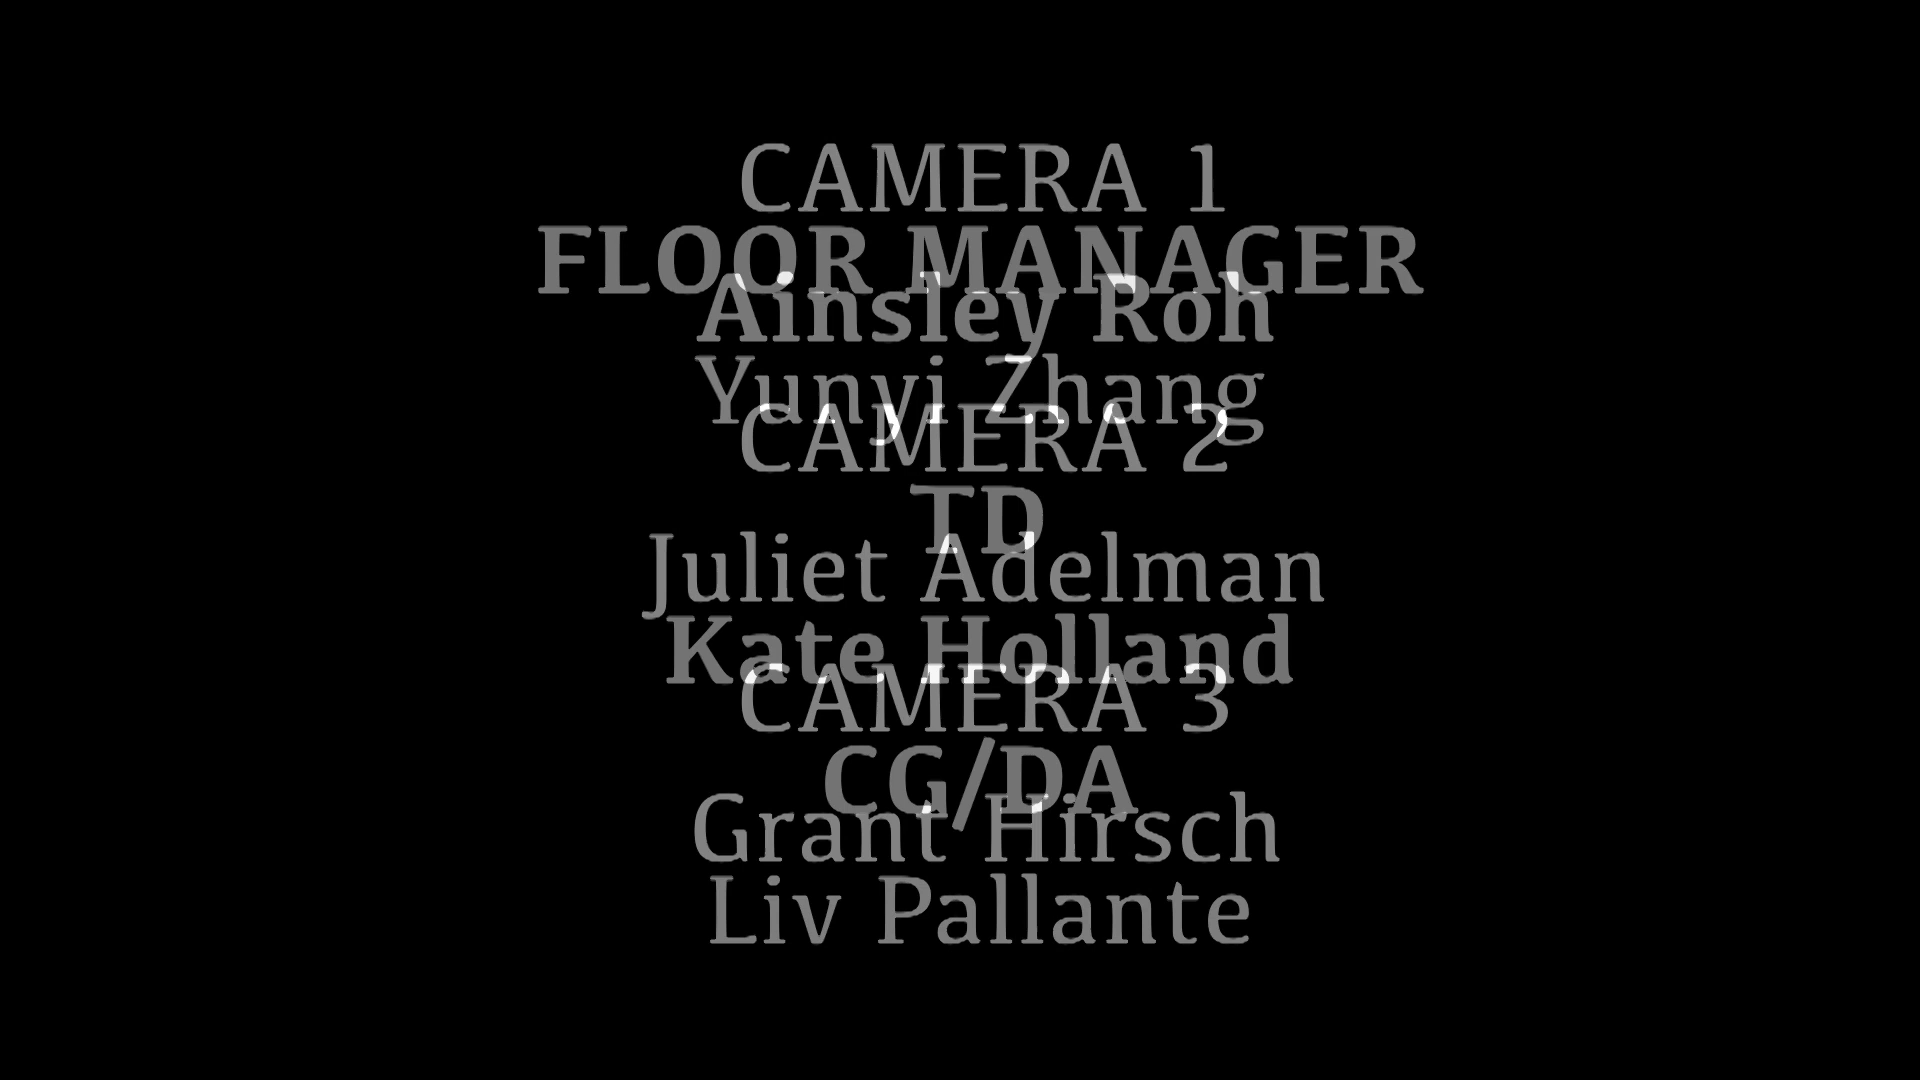 CAMERA 1
FLOOR MANAGER
Ainsley Roh
Yunyi Zhang
CAMERA 2
TD
Juliet Adelman
Kate Holland
CAMERA 3
CG/DA
Grant Hirsch
Liv Pallante